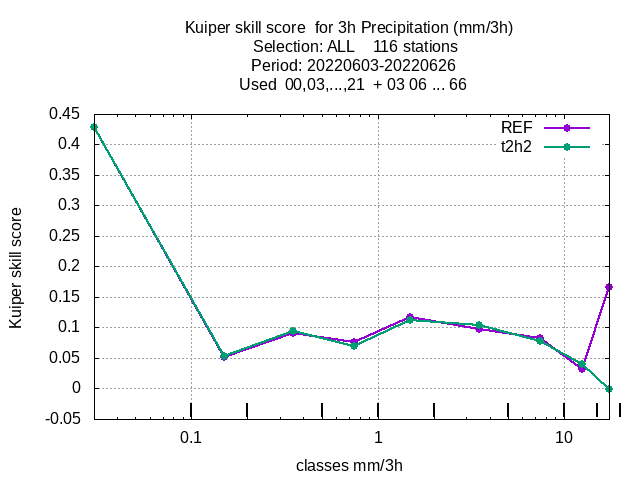 Kuiper skill score  for 3h Precipitation (mm/3h)
Selection: ALL    116 stations
Period: 20220603-20220626
Used  00,03,...,21  + 03 06 ... 66
REF
t2h2
0.45
0.4
0.35
0.3
0.25
0.2
0.15
0.1
0.05
0
-0.05
Kuiper skill score
0.1 1 10
classes mm/3h